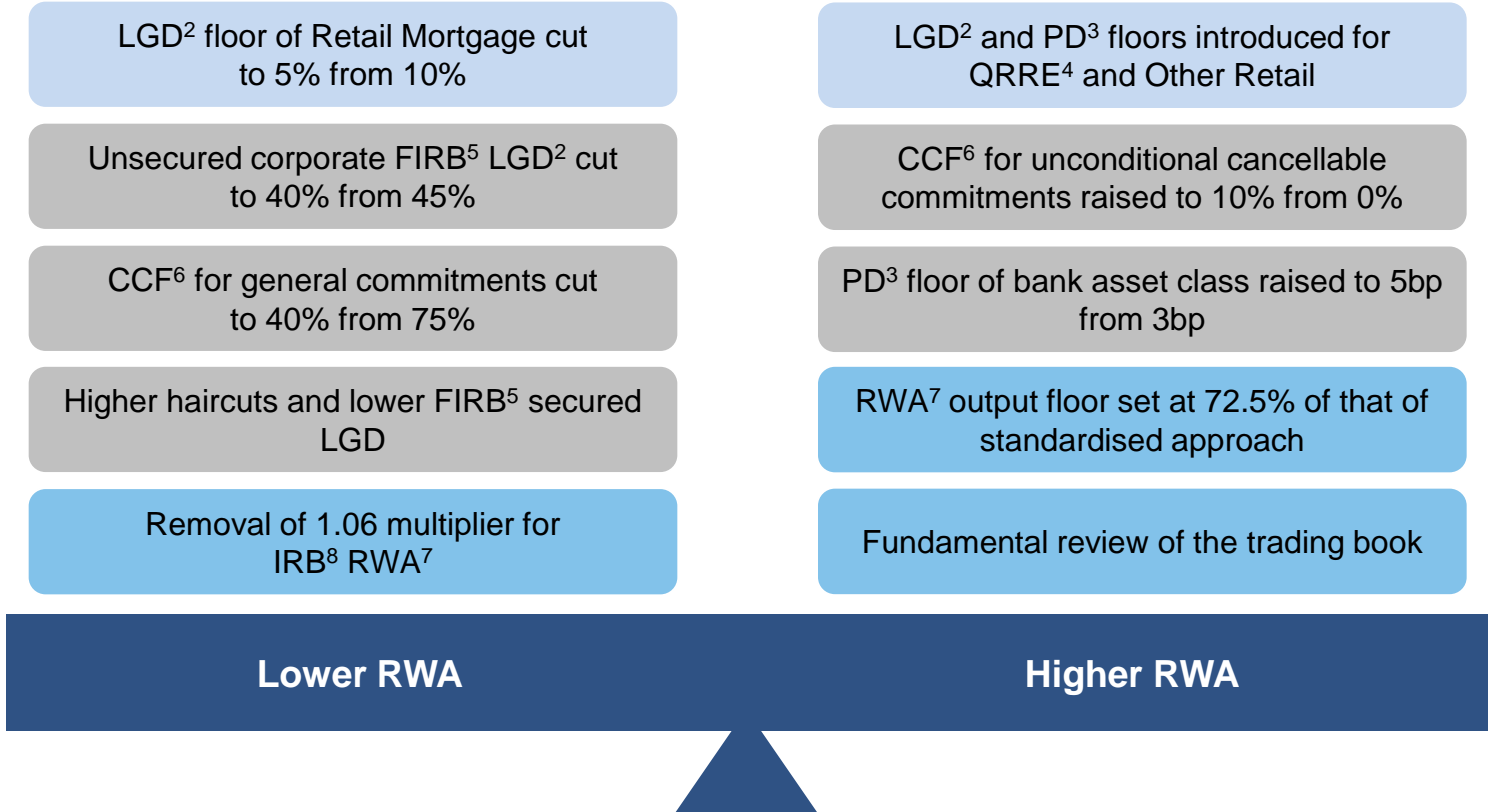 LGD² floor of Retail Mortgage cut
to 5% from 10%
Unsecured corporate FIRB⁵ LGD² cut
to 40% from 45%
CCF⁶ for general commitments cut
to 40% from 75%
Higher haircuts and lower FIRB⁵ secured
LGD
Removal of 1.06 multiplier for
IRB⁸ RWA⁷
LGD² and PD³ floors introduced for
QRRE⁴ and Other Retail
CCF⁶ for unconditional cancellable
commitments raised to 10% from 0%
PD³ floor of bank asset class raised to 5bp
from 3bp
RWA⁷ output floor set at 72.5% of that of
standardised approach
Fundamental review of the trading book
Lower RWA
Higher RWA